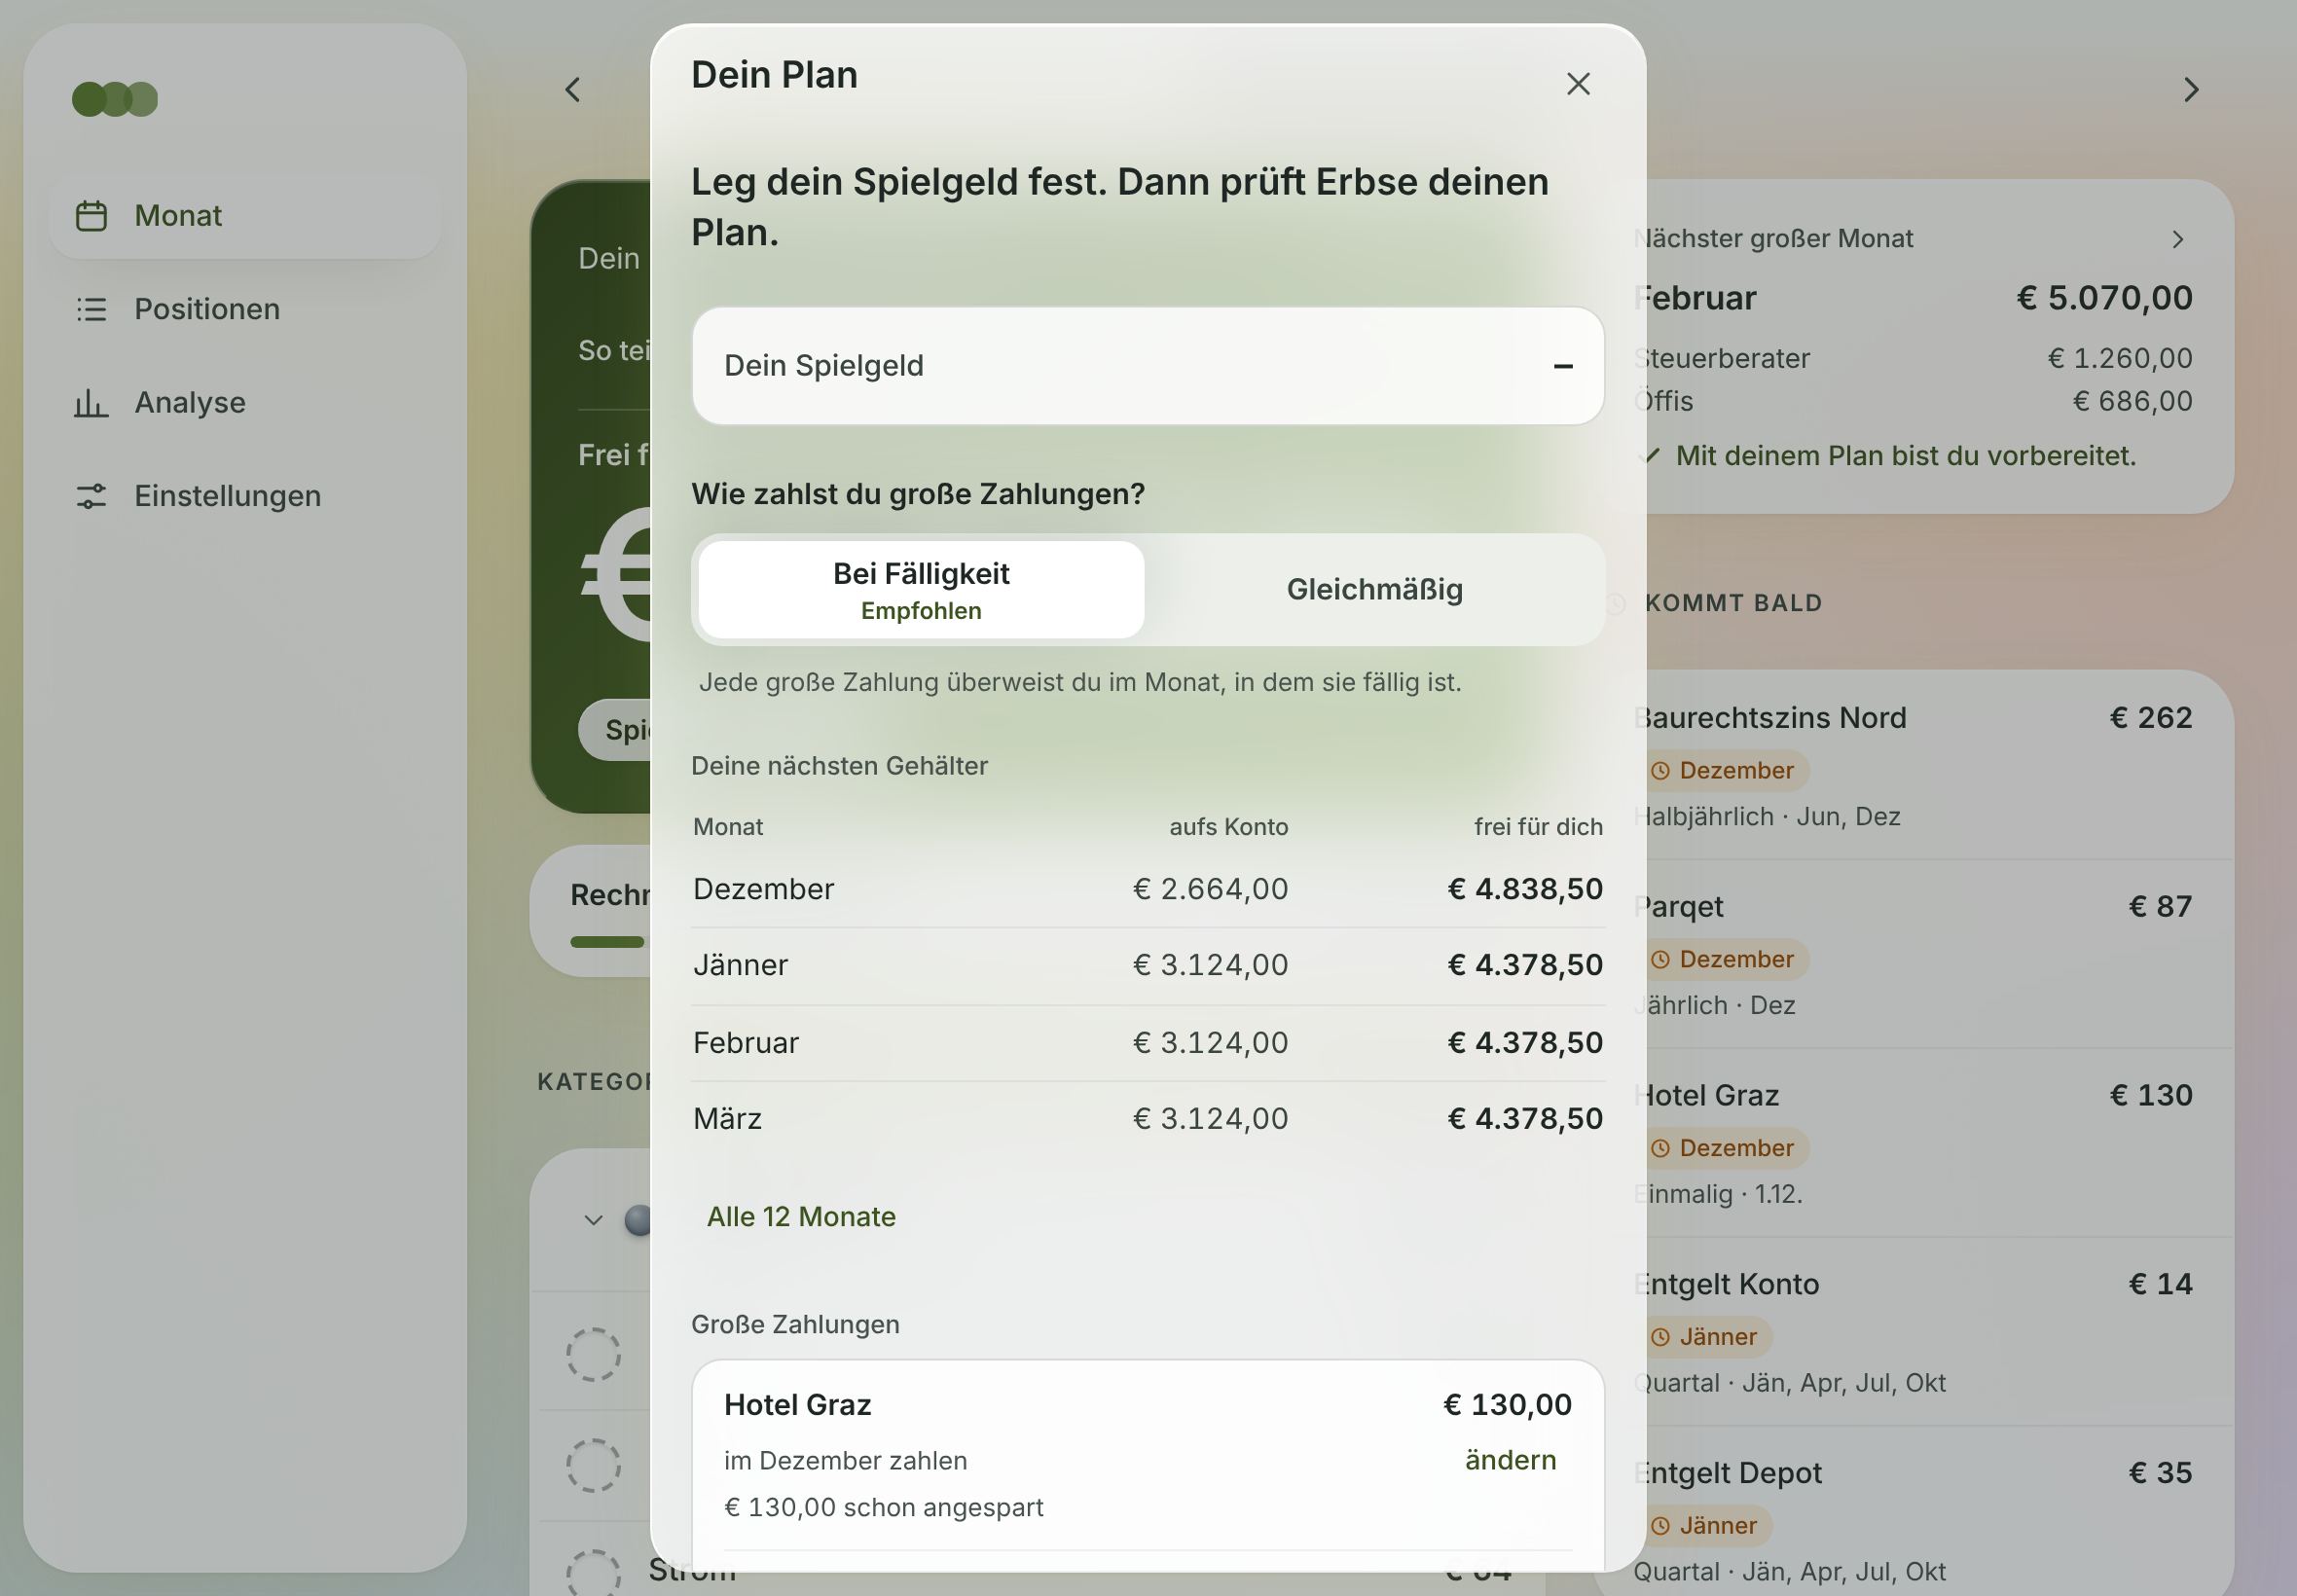 Monat
Positionen
Analyse
Einstellungen
Dein
So tei
Frei f
€
Spie
Rechn
KATEGOR
Dein Plan
Leg dein Spielgeld fest. Dann prüft Erbse deinen
Plan.
Dein Spielgeld –
Wie zahlst du große Zahlungen?
Bei Fälligkeit
Empfohlen
Gleichmäßig
Jede große Zahlung überweist du im Monat, in dem sie fällig ist.
Deine nächsten Gehälter
Monat aufs Konto frei für dich
Dezember € 2.664,00 € 4.838,50
Jänner € 3.124,00 € 4.378,50
Februar € 3.124,00 € 4.378,50
März € 3.124,00 € 4.378,50
Alle 12 Monate
Große Zahlungen
Hotel Graz € 130,00
im Dezember zahlen ändern
€ 130,00 schon angespart
Strom € 64
Nächster großer Monat
Februar € 5.070,00
Steuerberater € 1.260,00
Öffis € 686,00
Mit deinem Plan bist du vorbereitet.
KOMMT BALD
Baurechtszins Nord € 262
Dezember
Halbjährlich · Jun, Dez
Parqet € 87
Dezember
Jährlich · Dez
Hotel Graz € 130
Dezember
Einmalig · 1.12.
Entgelt Konto € 14
Jänner
Quartal · Jän, Apr, Jul, Okt
Entgelt Depot € 35
Jänner
Quartal · Jän, Apr, Jul, Okt